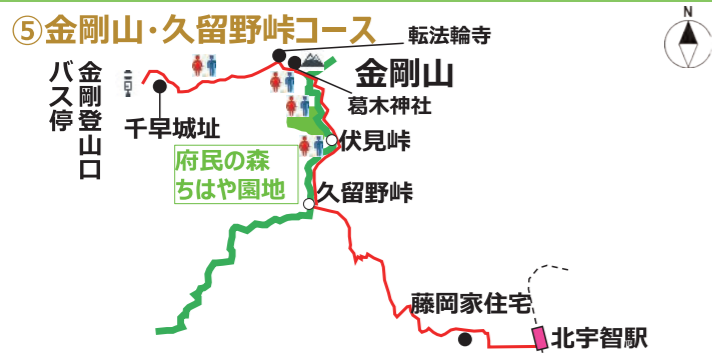 ⑤金剛山・久留野峠コース
N
転法輪寺
金剛山
葛木神社
金剛登山口
バス停
千早城址
伏見峠
府民の森
ちはや園地
久留野峠
藤岡家住宅
北宇智駅